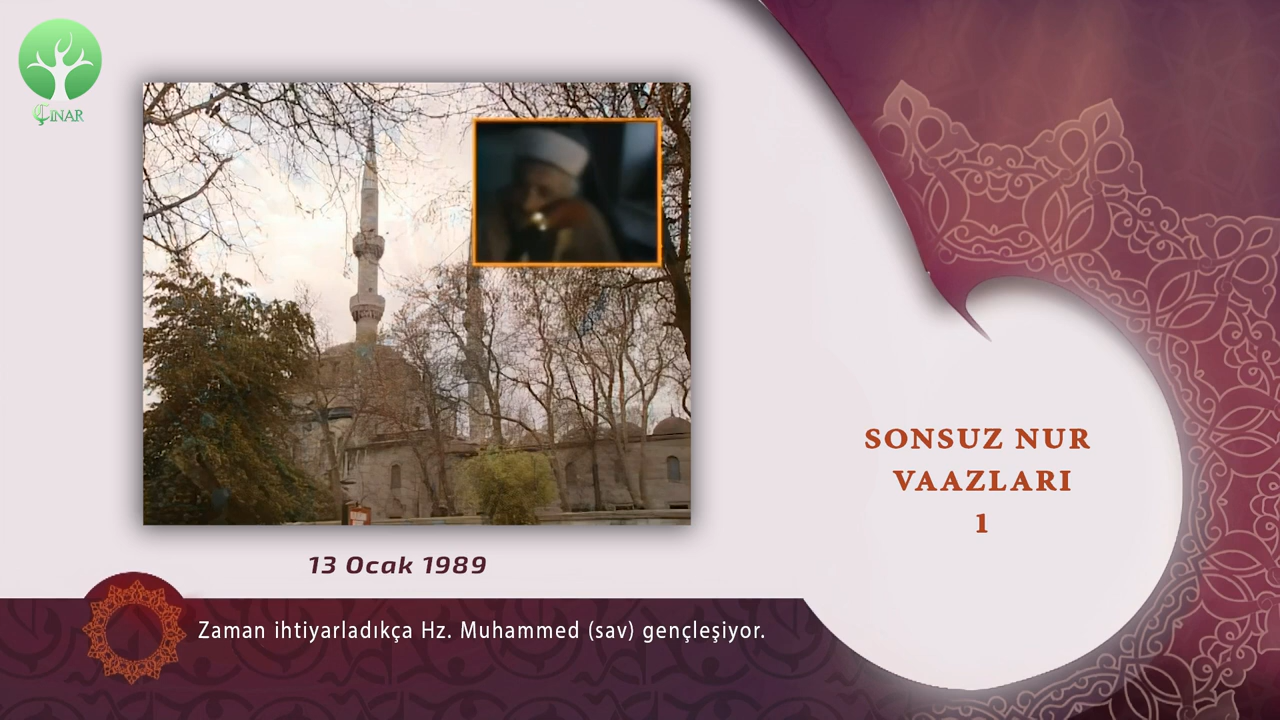 ÇINAR
SONSUZ NUR
VAAZLARI
1
13 Ocak 1989
Zaman ihtiyarladıkça Hz. Muhammed (sav) gençleşiyor.